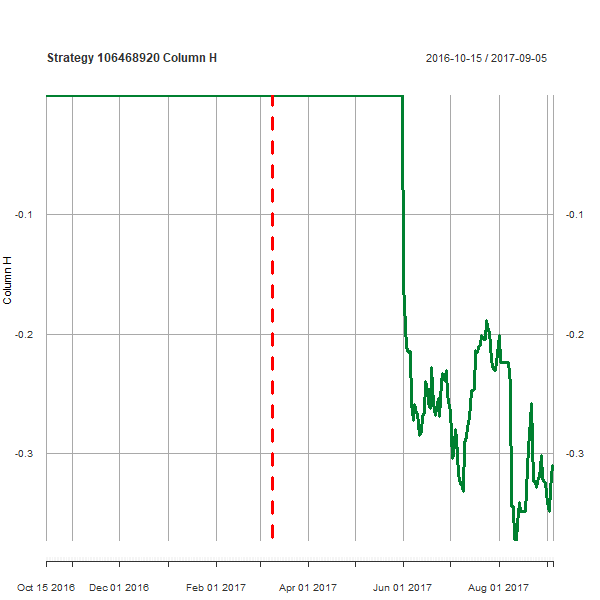 Strategy 106468920 Column H
2016-10-15 / 2017-09-05
-0.1
-0.1
-0.2
-0.2
-0.3
-0.3
Column H
Oct 15 2016
Dec 01 2016
Feb 01 2017
Apr 01 2017
Jun 01 2017
Aug 01 2017